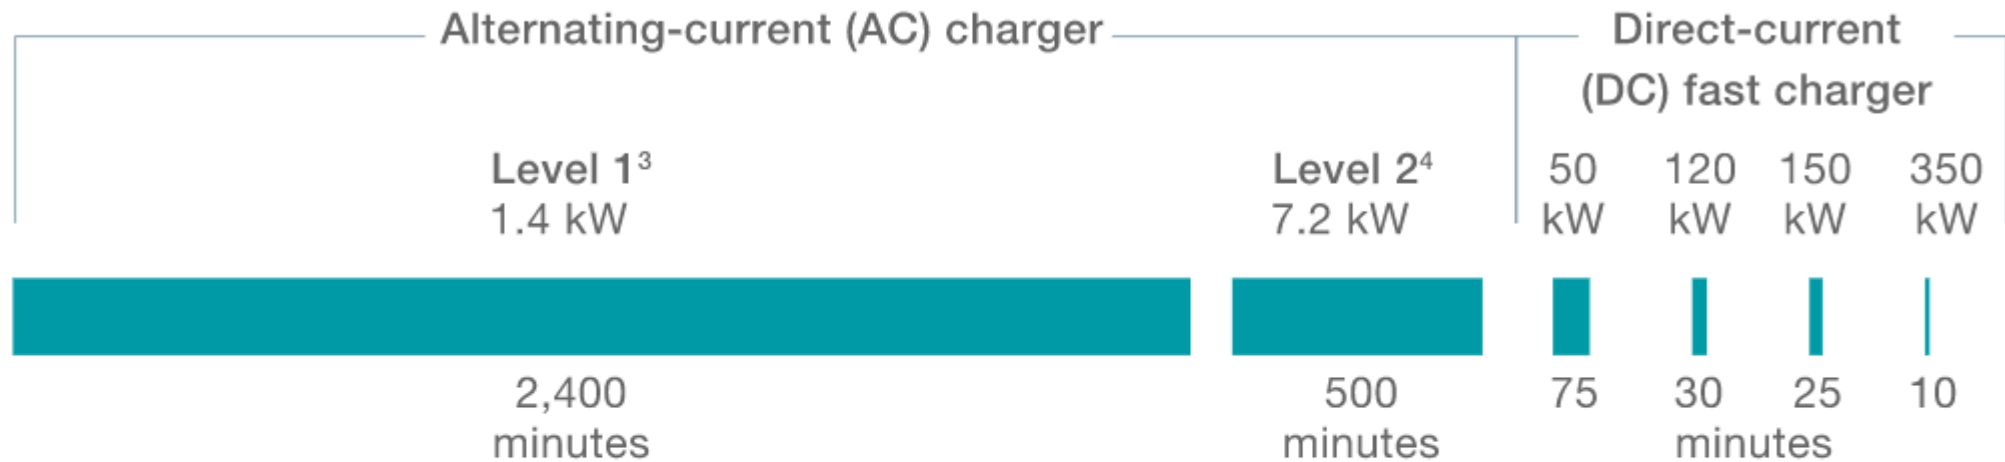 Alternating-current (AC) charger
Direct-current
(DC) fast charger
Level 1³
1.4 kW
Level 2⁴
7.2 kW
50
kW
120
kW
150
kW
350
kW
2,400
minutes
500
minutes
75 30 25 10
minutes